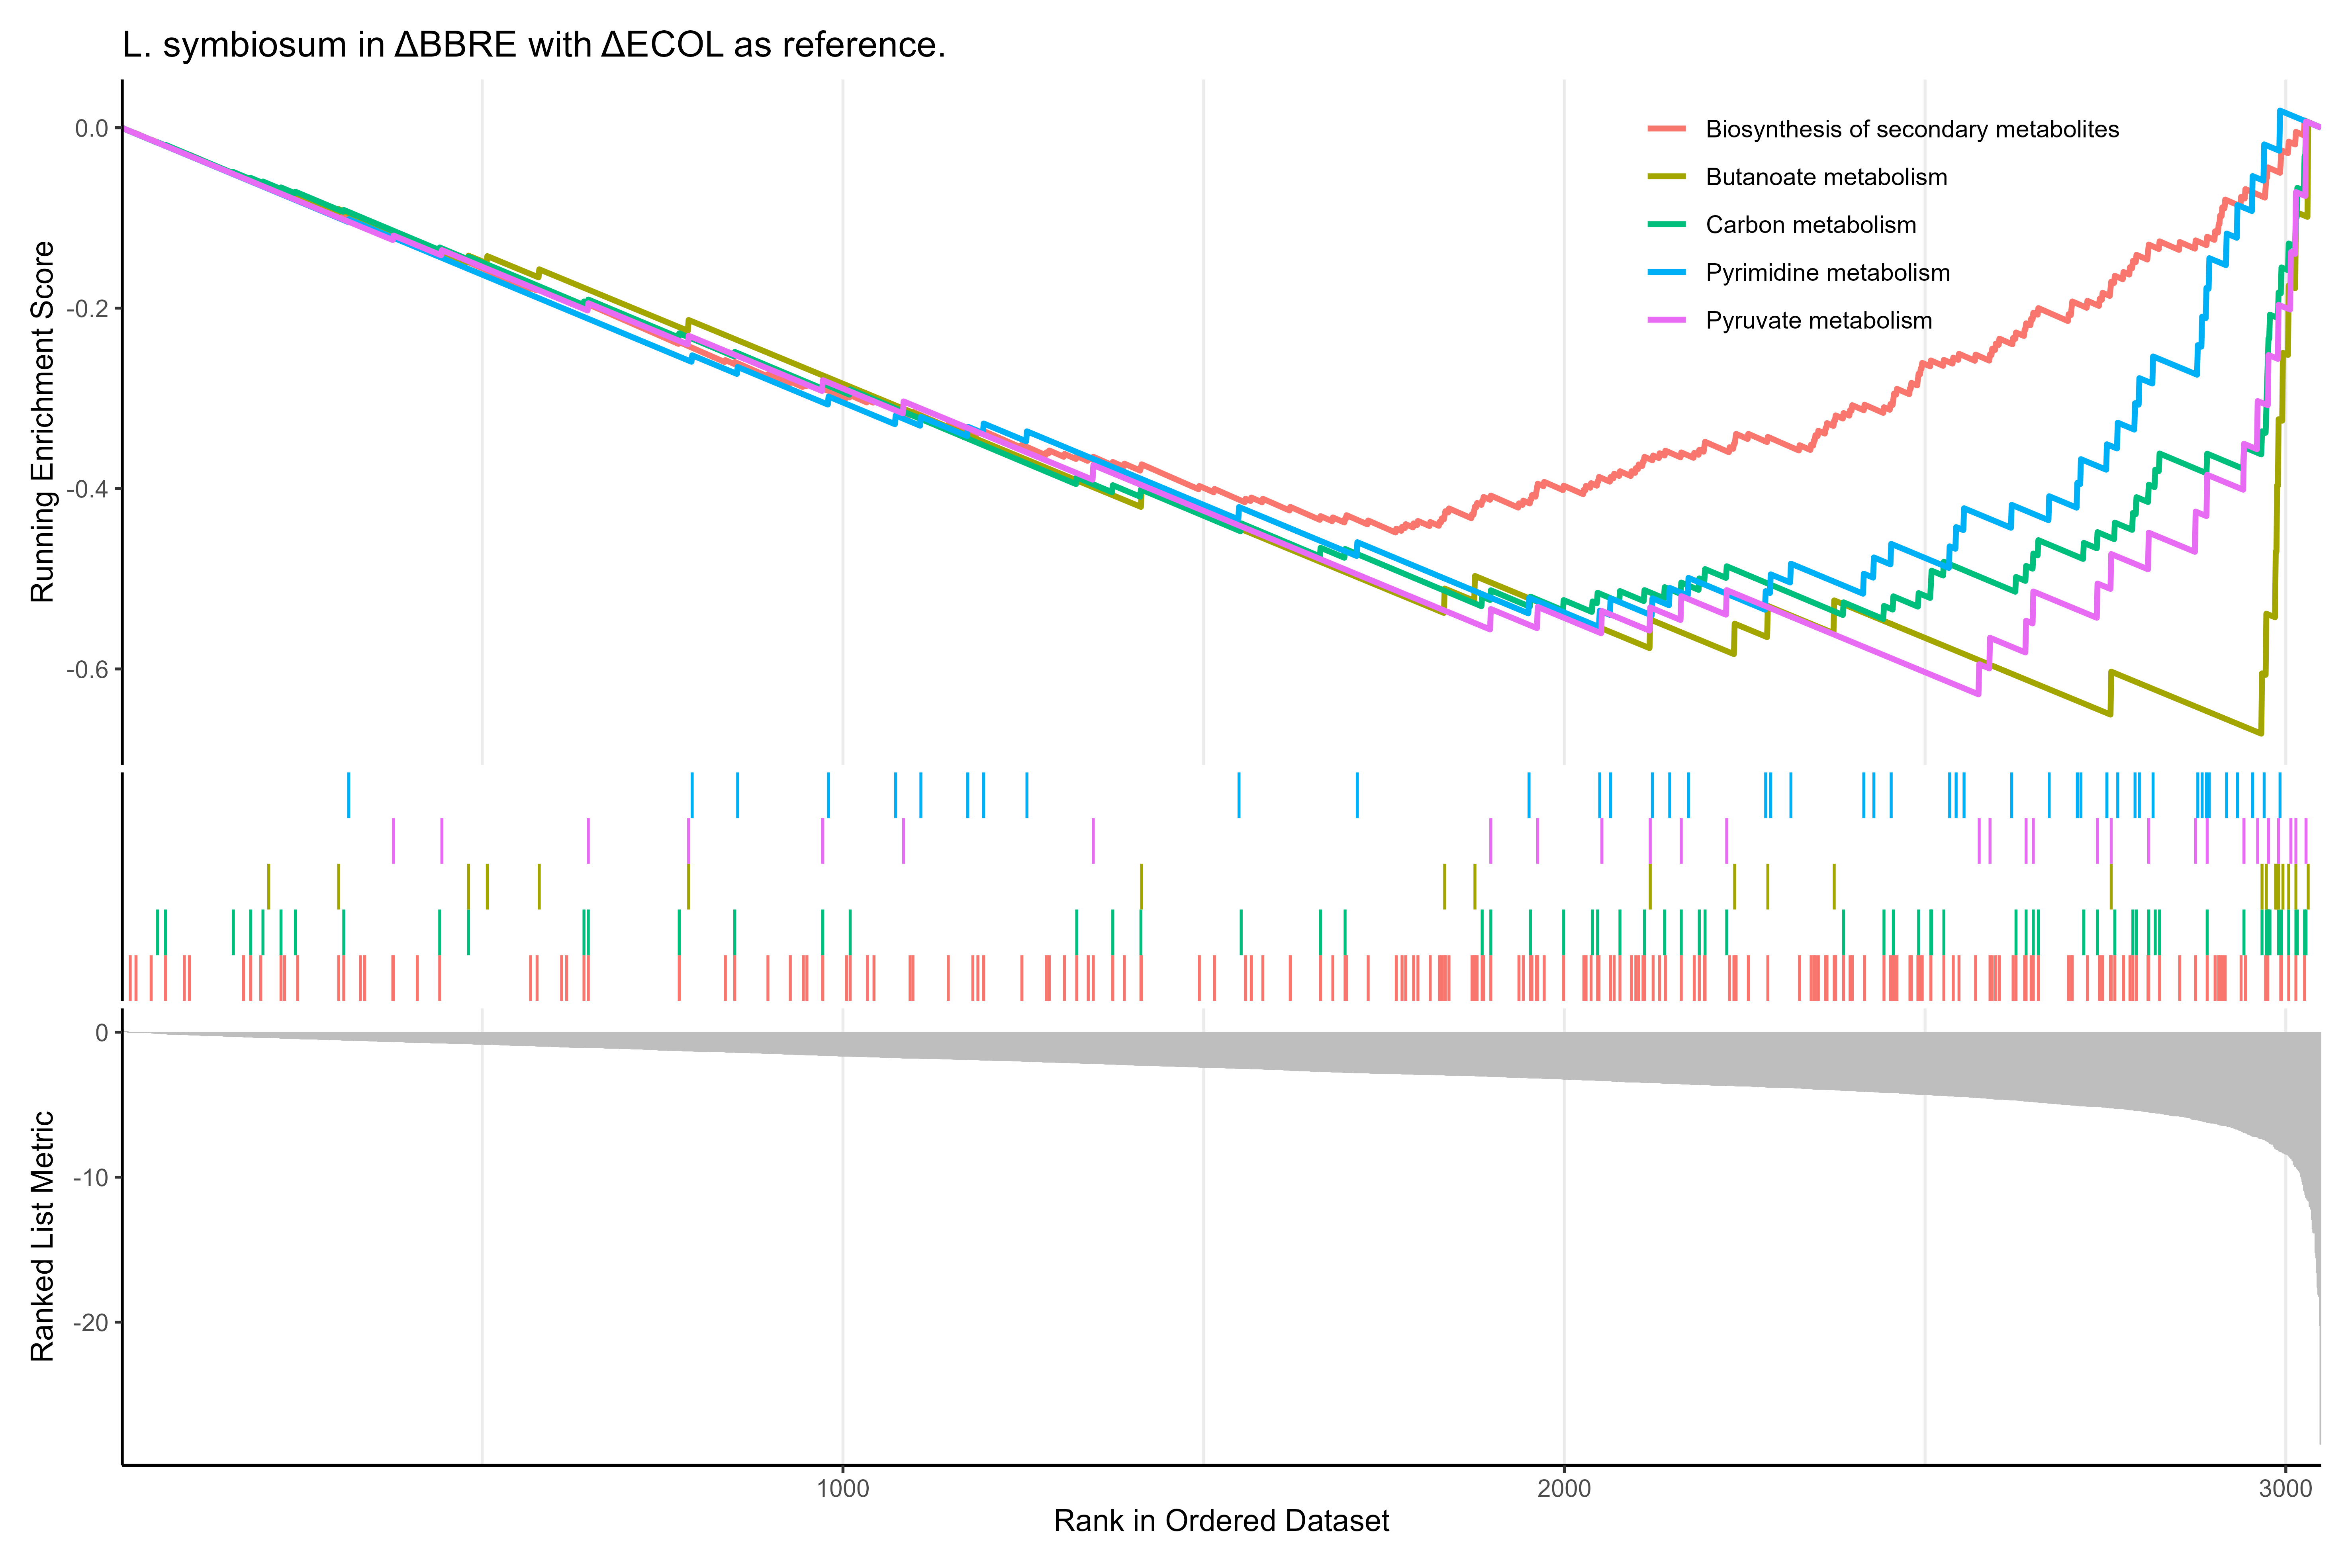 L. symbiosum in ΔBBRE with ΔECOL as reference.
Running Enrichment Score
0.0
-0.2
-0.4
-0.6
Biosynthesis of secondary metabolites
Butanoate metabolism
Carbon metabolism
Pyrimidine metabolism
Pyruvate metabolism
Ranked List Metric
0
-10
-20
1000
2000
3000
Rank in Ordered Dataset